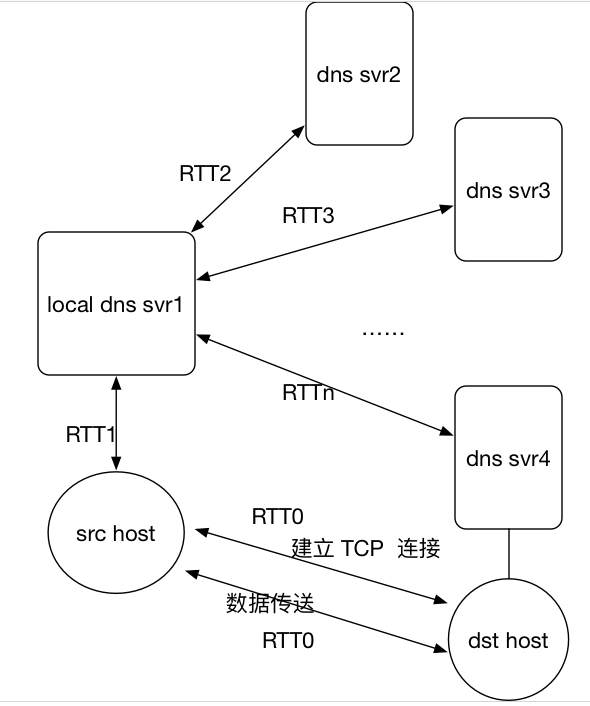 dns svr2
RTT2
dns svr3
RTT3
local dns svr1
......
RTTn
RTT1
dns svr4
RTT0
src host
建立 TCP 连接
数据传送
RTT0
dst host